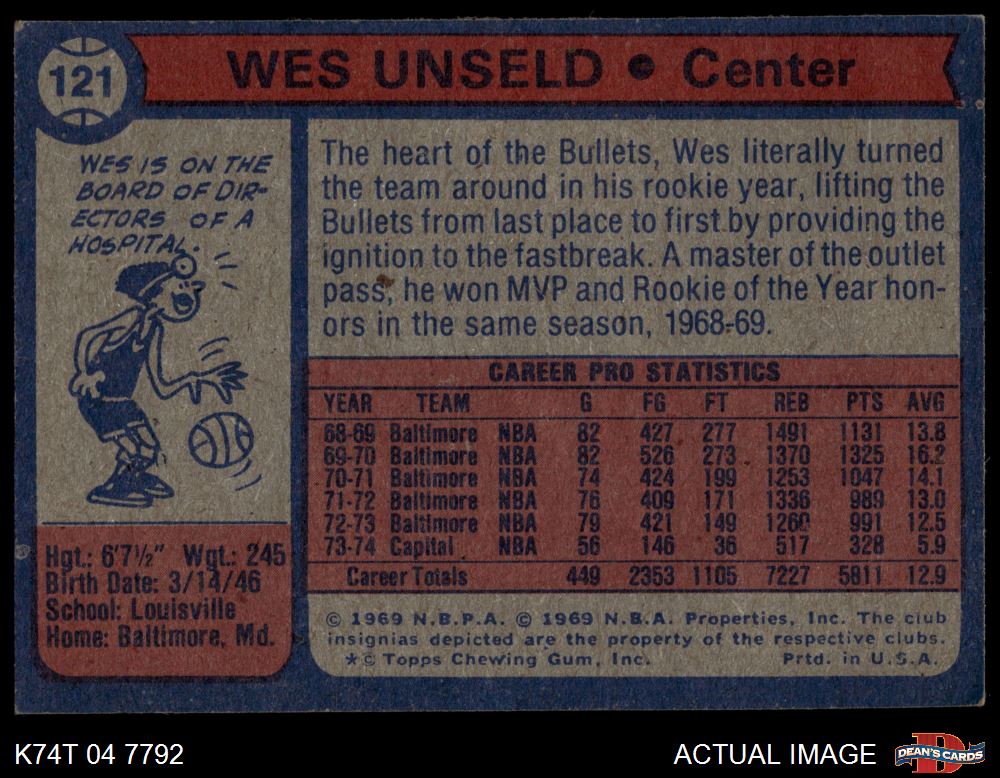 121
WES UNSELD • Center
WES IS ON THE
BOARD OF DIR-
ECTORS OF A
HOSPITAL.
The heart of the Bullets, Wes literally turned
the team around in his rookie year, lifting the
Bullets from last place to first by providing the
ignition to the fastbreak. A master of the outlet
pass, he won MVP and Rookie of the Year hon-
ors in the same season, 1968-69.
CAREER PRO STATISTICS
YEAR TEAM G FG FT REB PTS AVG
68-69 Baltimore NBA 82 427 277 1491 1131 13.8
69-70 Baltimore NBA 82 526 273 1370 1325 16.2
70-71 Baltimore NBA 74 424 199 1253 1047 14.1
71-72 Baltimore NBA 76 409 171 1336 989 13.0
72-73 Baltimore NBA 79 421 149 1260 991 12.5
73-74 Capital NBA 56 146 36 517 328 5.9
Career Totals 449 2353 1105 7227 5811 12.9
Hgt.: 6'7½" Wgt.: 245
Birth Date: 3/14/46
School: Louisville
Home: Baltimore, Md.
© 1969 N.B.P.A. © 1969 N.B.A. Properties, Inc. The club
insignias depicted are the property of the respective clubs.
*© Topps Chewing Gum, Inc. Prtd. in U.S.A.
K74T 04 7792
ACTUAL IMAGE
DEAN'S CARDS